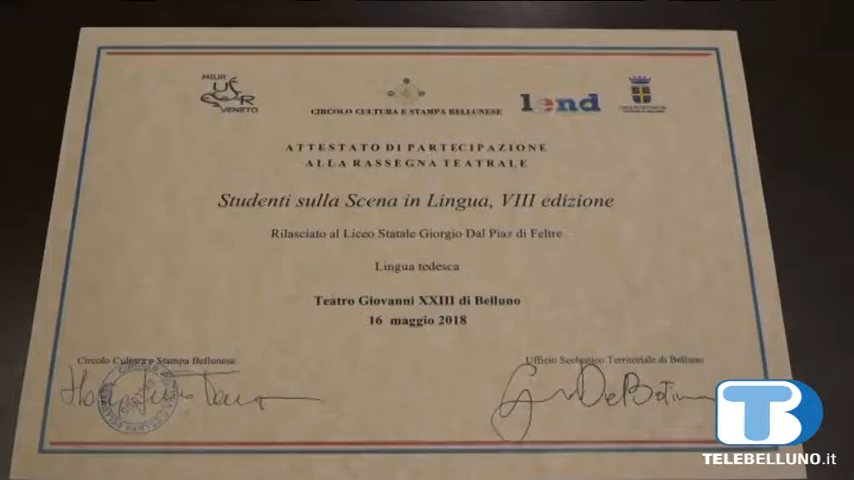 MIUR
USR
VENETO
CIRCOLO CULTURA E STAMPA BELLUNESE
lend
ATTESTATO DI PARTECIPAZIONE
ALLA RASSEGNA TEATRALE
Studenti sulla Scena in Lingua, VIII edizione
Rilasciato al Liceo Statale Giorgio Dal Piaz di Feltre
Lingua tedesca
Teatro Giovanni XXIII di Belluno
16 maggio 2018
Circolo Cultura e Stampa Bellunese
Ufficio Scolastico Territoriale di Belluno
TB
TELEBELLUNO.it